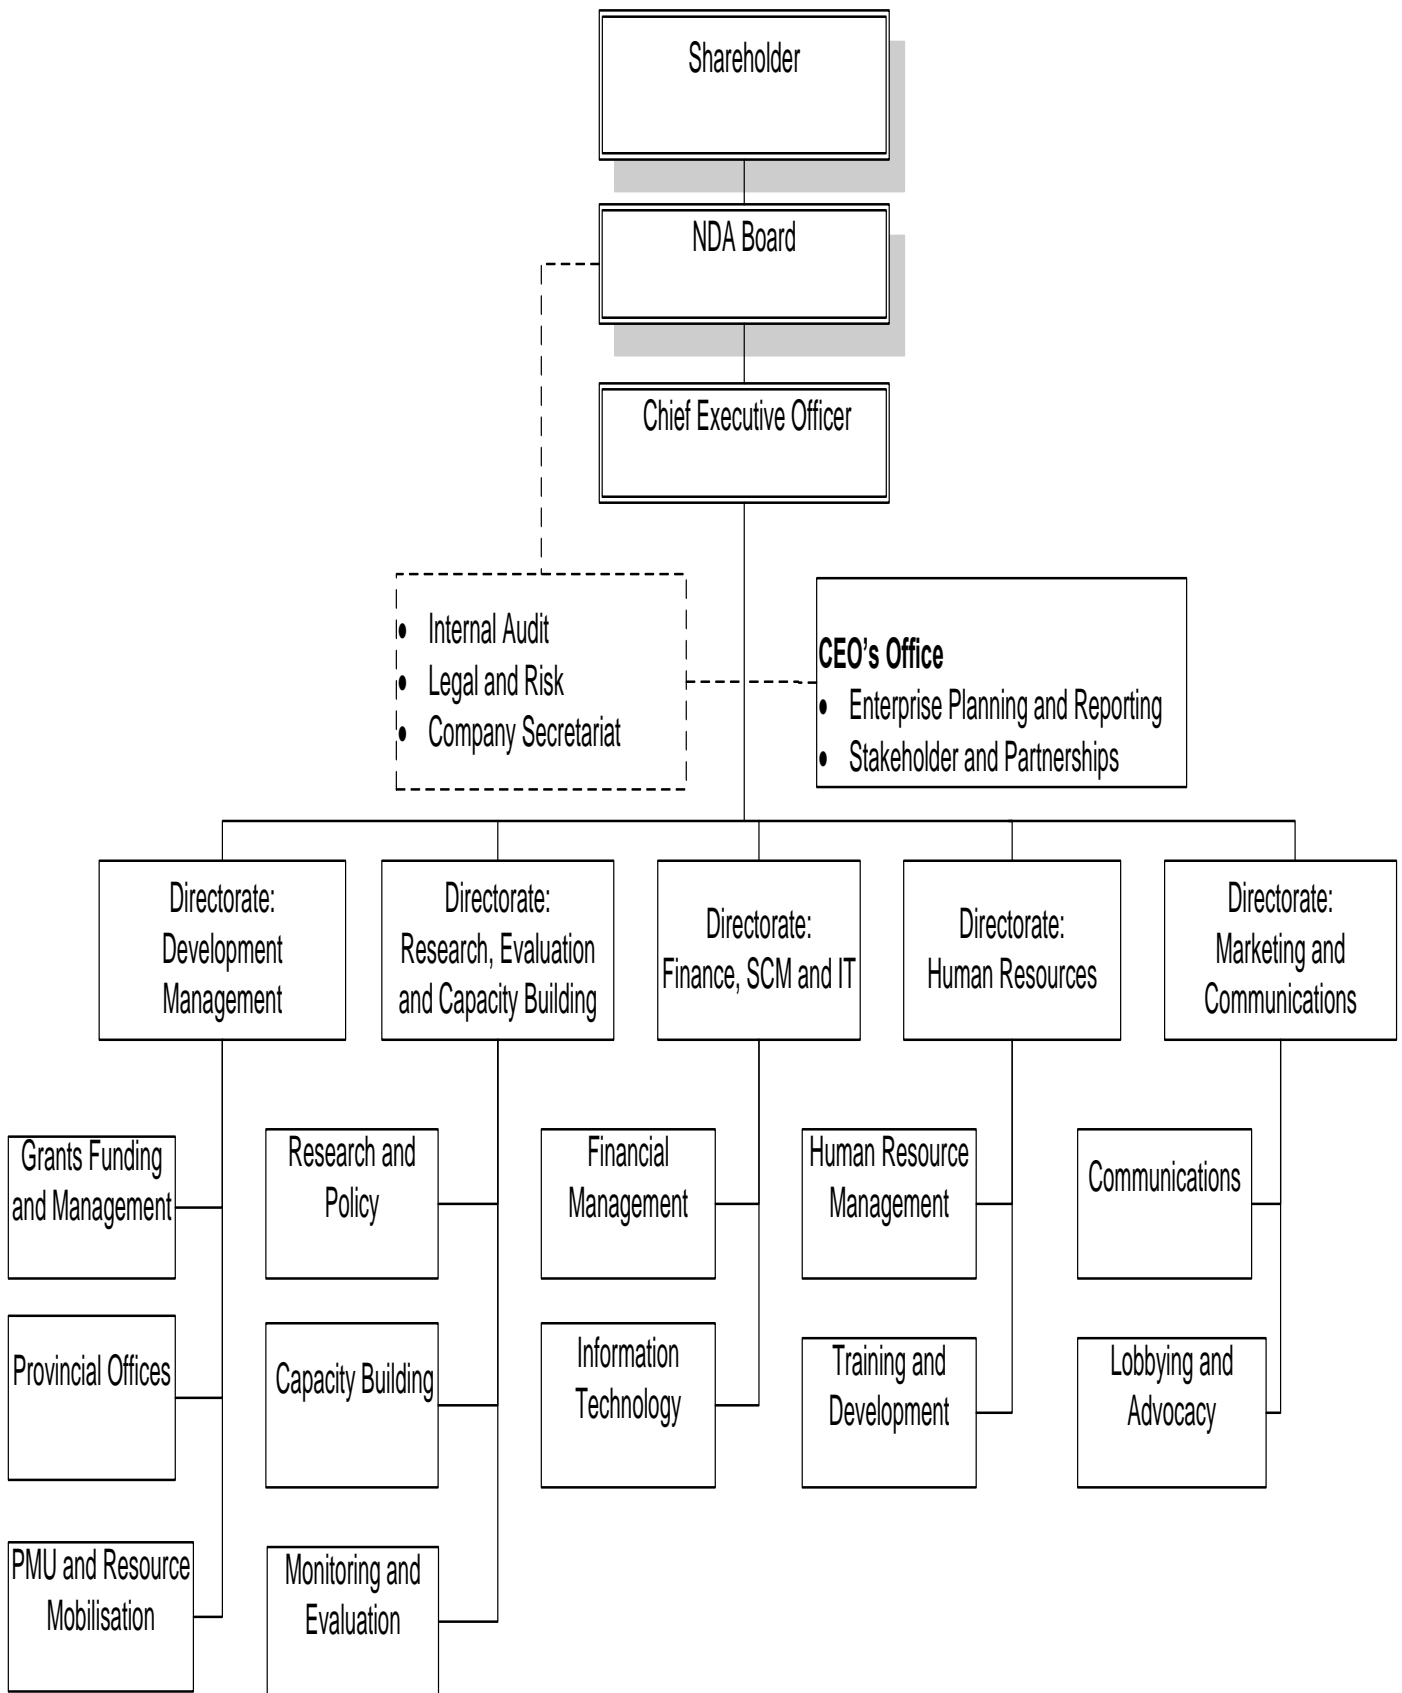 Shareholder
NDA Board
Chief Executive Officer
• Internal Audit
• Legal and Risk
• Company Secretariat
CEO’s Office
• Enterprise Planning and Reporting
• Stakeholder and Partnerships
Directorate:
Development
Management
Directorate:
Research, Evaluation
and Capacity Building
Directorate:
Finance, SCM and IT
Directorate:
Human Resources
Directorate:
Marketing and
Communications
Grants Funding
and Management
Research and
Policy
Financial
Management
Human Resource
Management
Communications
Provincial Offices
Capacity Building
Information
Technology
Training and
Development
Lobbying and
Advocacy
PMU and Resource
Mobilisation
Monitoring and
Evaluation